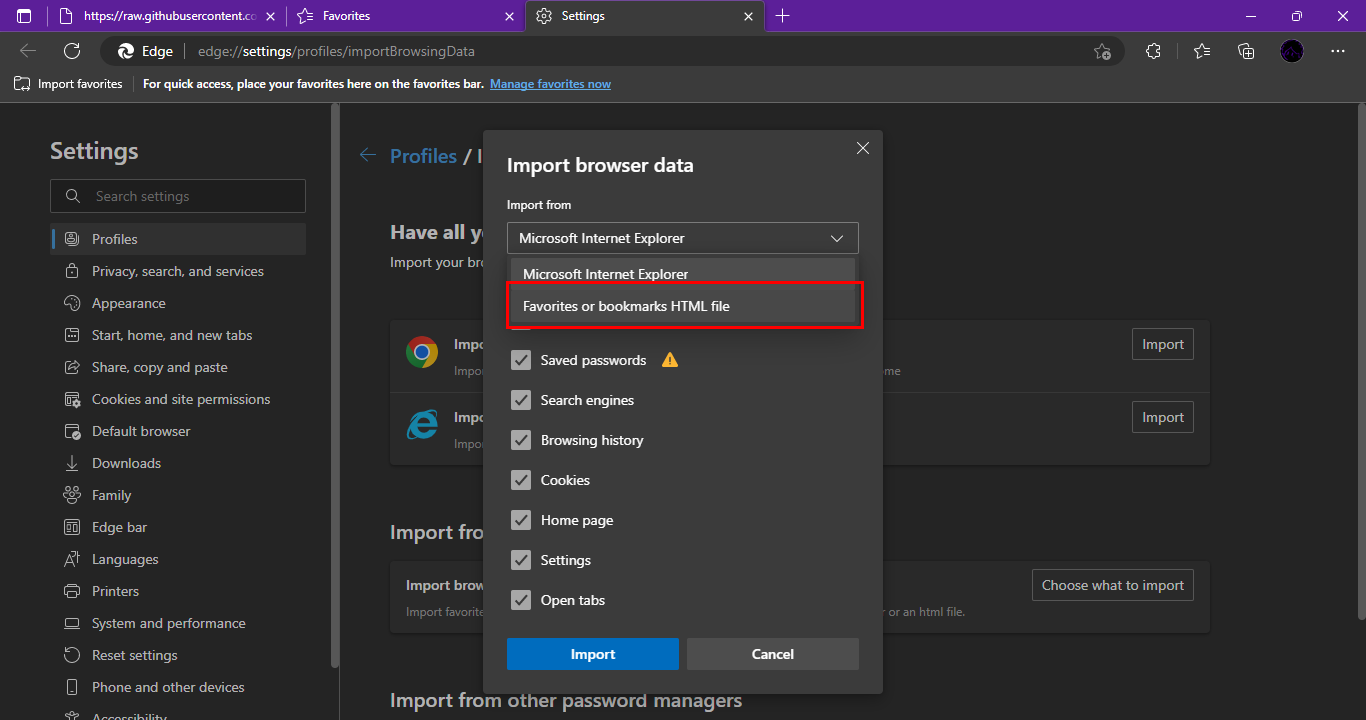 https://raw.githubusercontent.co
Favorites
Settings
Edge
edge://settings/profiles/importBrowsingData
Import favorites
For quick access, place your favorites here on the favorites bar. Manage favorites now
Settings
Search settings
Profiles
Privacy, search, and services
Appearance
Start, home, and new tabs
Share, copy and paste
Cookies and site permissions
Default browser
Downloads
Family
Edge bar
Languages
Printers
System and performance
Reset settings
Phone and other devices
Accessibility
Profiles / I
Have all y
Import your br
Impo
Impo
me
Import
Impo
Impo
Import
Import fro
Import brow
Import favorite
r or an html file.
Choose what to import
Import from other password managers
Import browser data
Import from
Microsoft Internet Explorer
Microsoft Internet Explorer
Favorites or bookmarks HTML file
Saved passwords
Search engines
Browsing history
Cookies
Home page
Settings
Open tabs
Import
Cancel